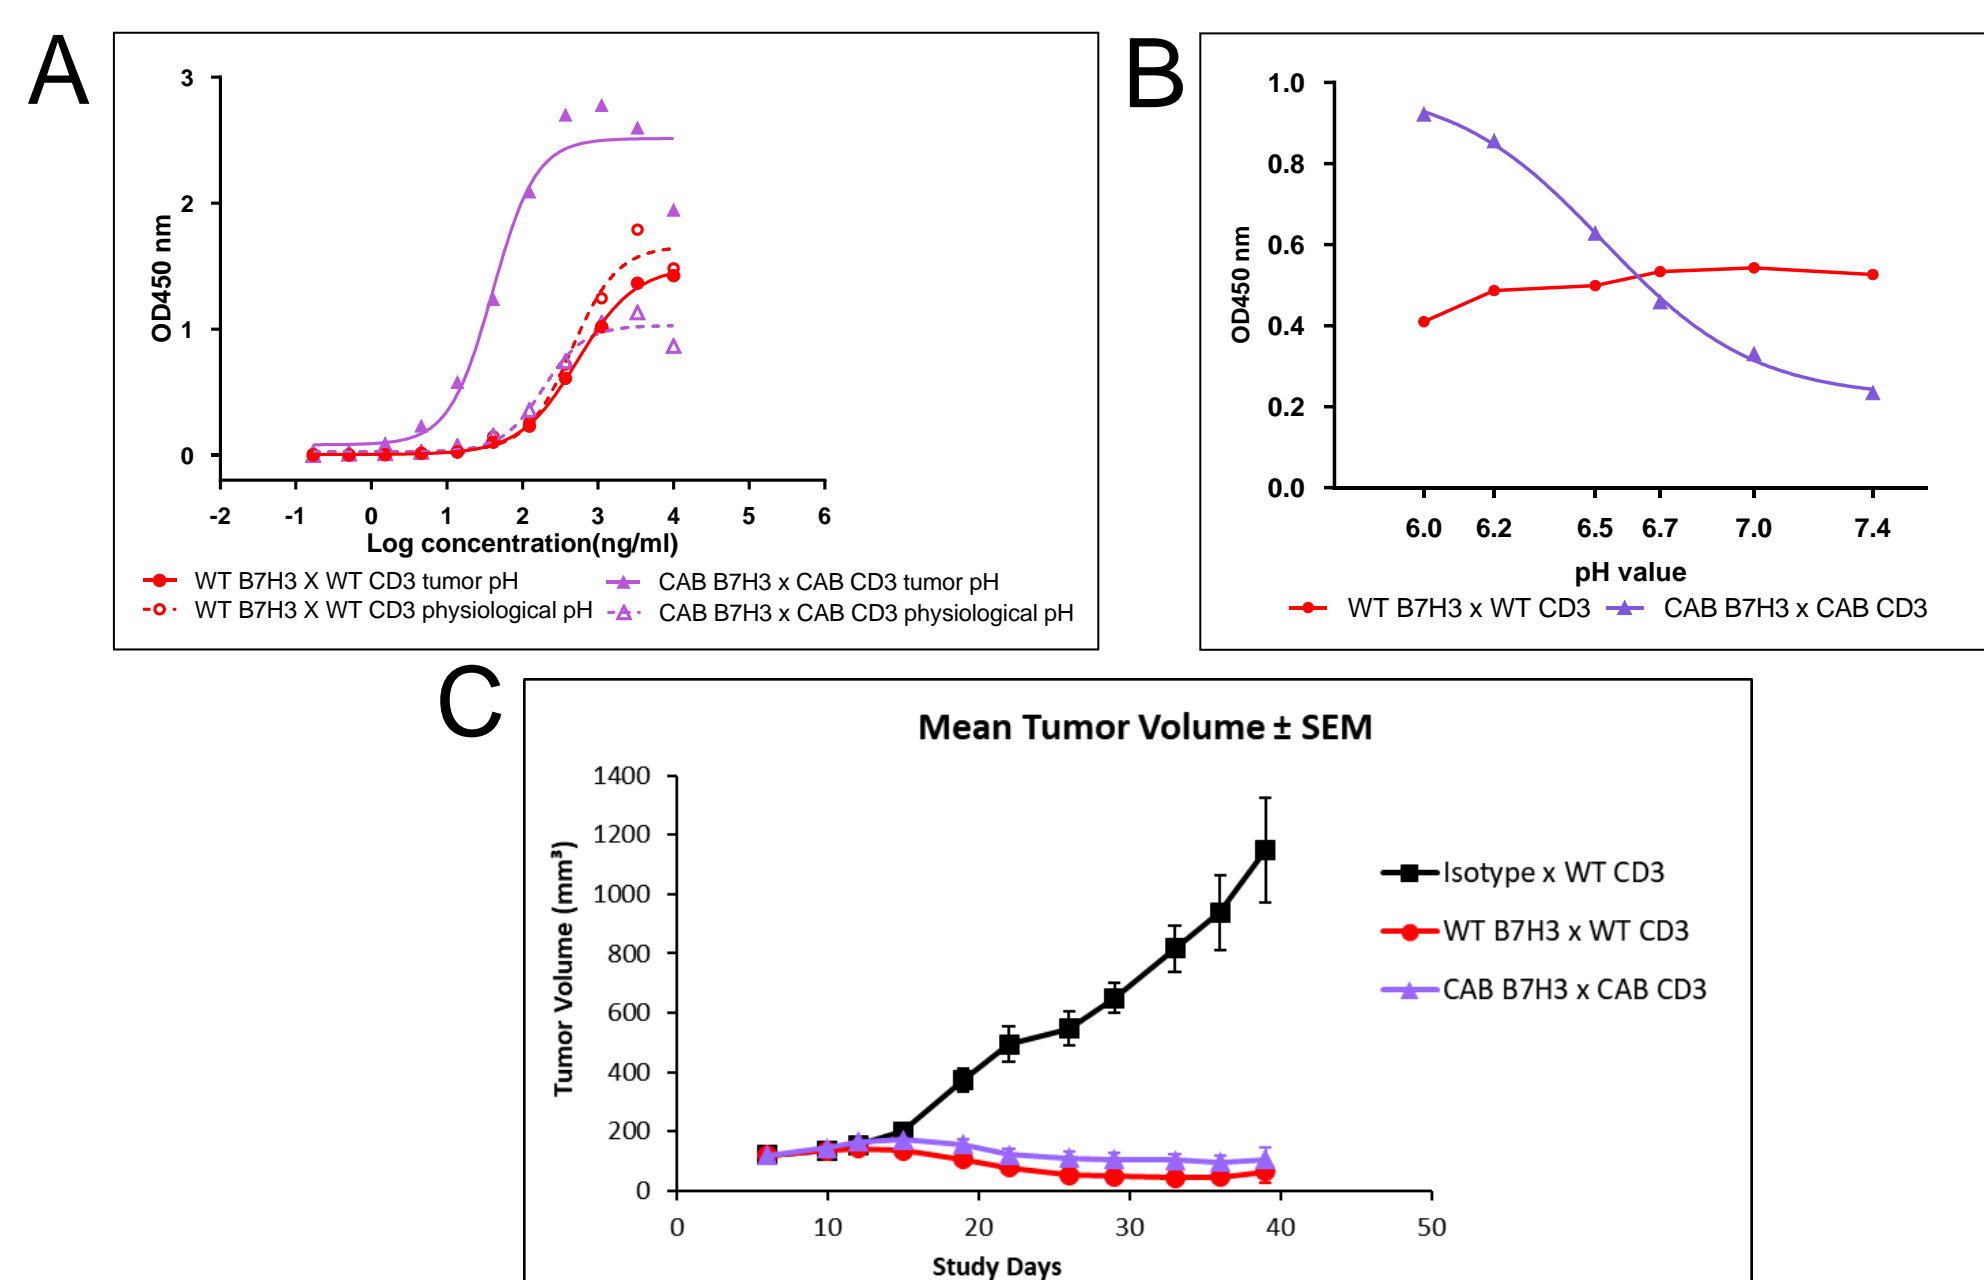 A
3
2
1
0
OD450 nm
-2 -1 0 1 2 3 4 5 6
Log concentration(ng/ml)
WT B7H3 X WT CD3 tumor pH
CAB B7H3 x CAB CD3 tumor pH
WT B7H3 X WT CD3 physiological pH
CAB B7H3 x CAB CD3 physiological pH
B
1.0
0.8
0.6
0.4
0.2
0.0
OD450 nm
6.0 6.2 6.5 6.7 7.0 7.4
pH value
WT B7H3 x WT CD3
CAB B7H3 x CAB CD3
C
Mean Tumor Volume ± SEM
1400
1200
1000
800
600
400
200
0
Tumor Volume (mm³)
0 10 20 30 40 50
Study Days
Isotype x WT CD3
WT B7H3 x WT CD3
CAB B7H3 x CAB CD3